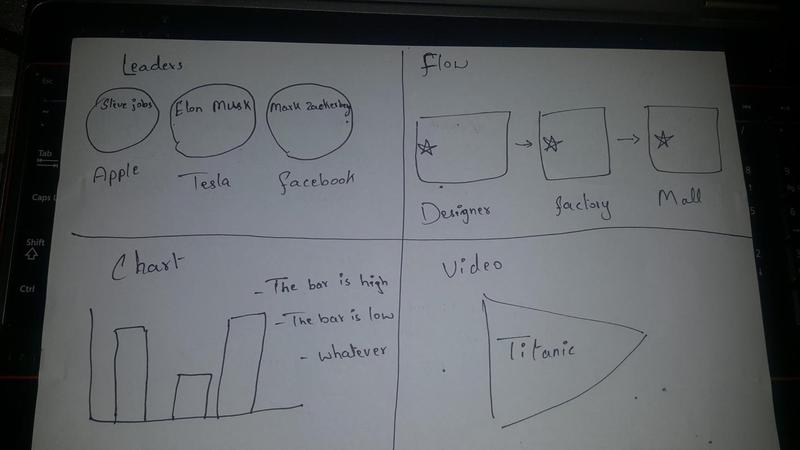 Leaders
Steve jobs
Elon Musk
Mark Zuckerberg
Apple
Tesla
facebook
flow
Designer
factory
Mall
Chart
- The bar is high
- The bar is low
- whatever
Video
Titanic
Esc
Tab
Caps
Shift
Ctrl